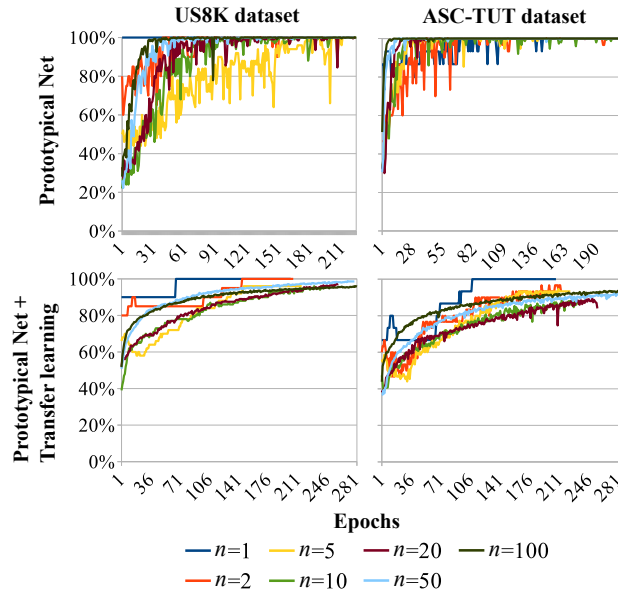 US8K dataset ASC-TUT dataset
Prototypical Net
100%
80%
60%
40%
20%
0%
1 31 61 91 121 151 181 211
1 28 55 82 109 136 163 190
Prototypical Net +
Transfer learning
100%
80%
60%
40%
20%
0%
1 36 71 106 141 176 211 246 281
1 36 71 106 141 176 211 246 281
Epochs
n=1 n=5 n=20 n=100
n=2 n=10 n=50